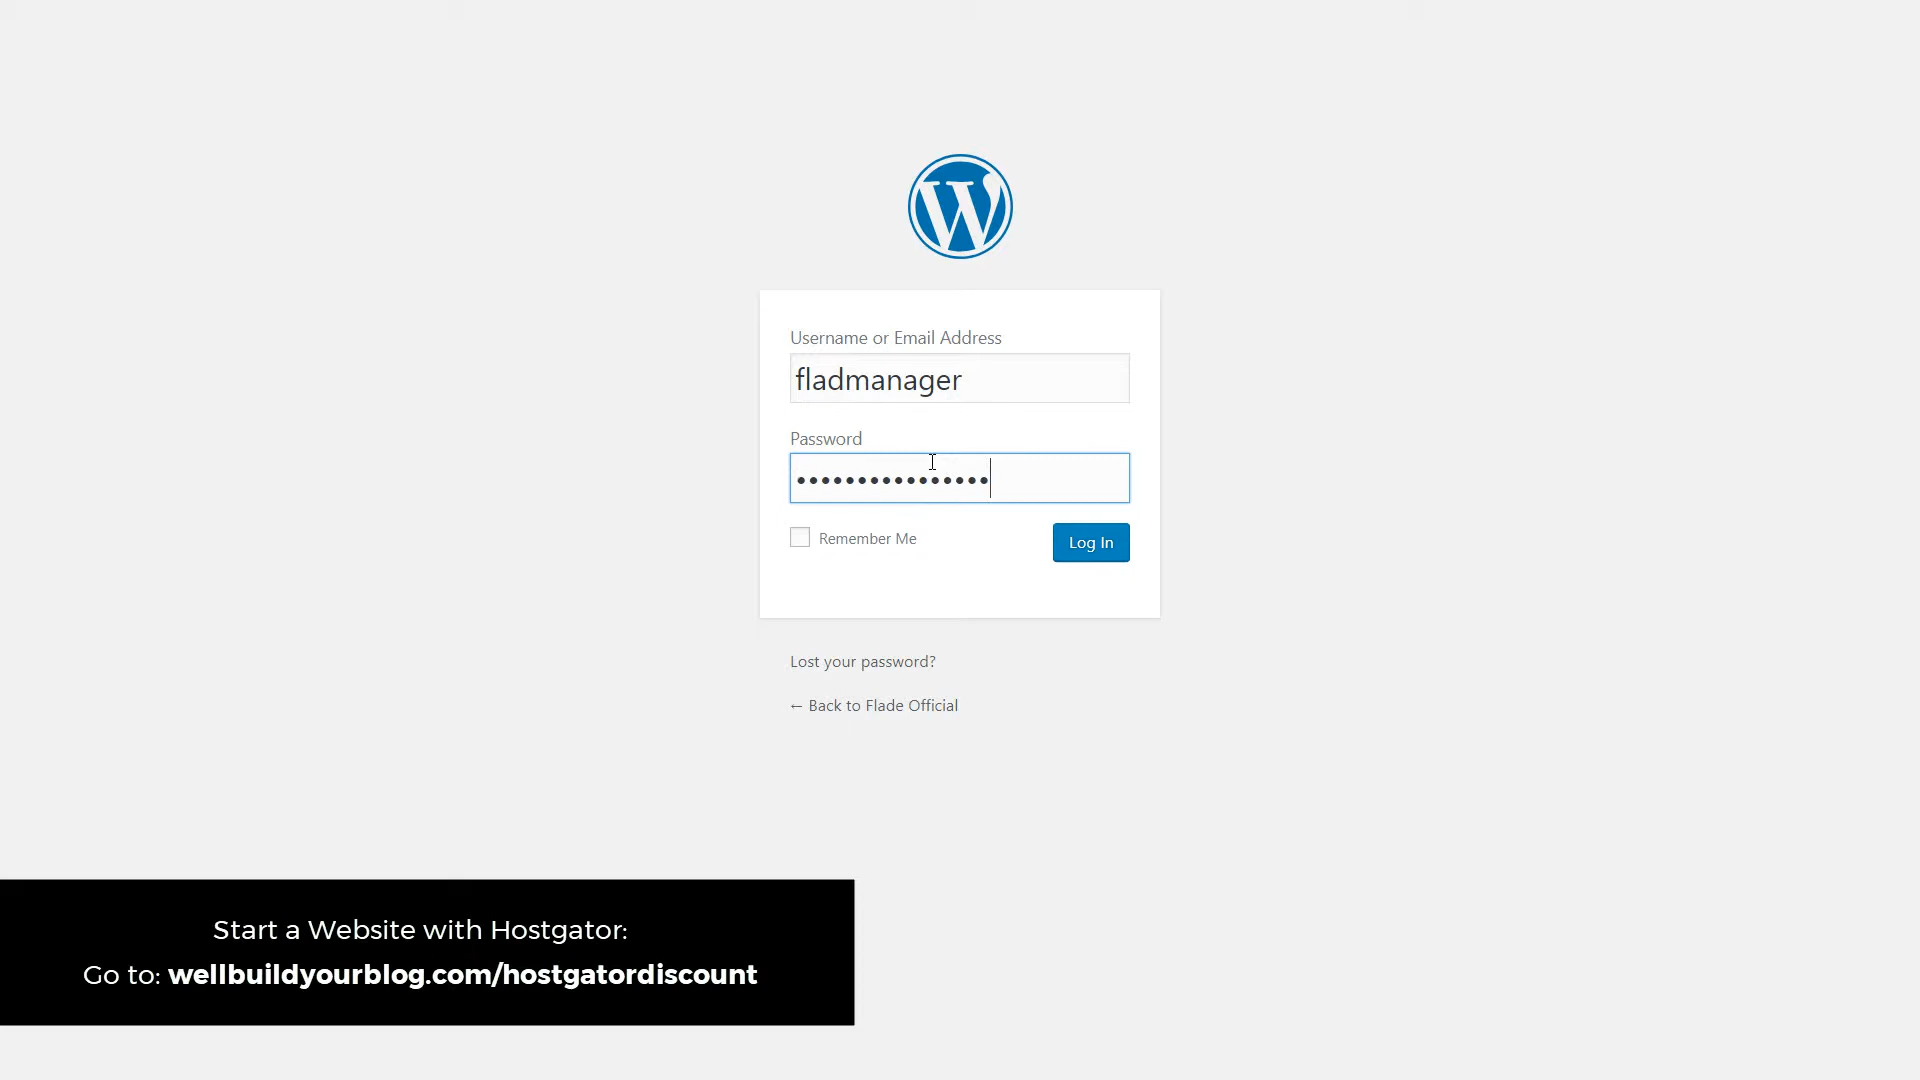 Username or Email Address
fladmanager
Password
••••••••••••••••
Remember Me
Log In
Lost your password?
← Back to Flade Official
Start a Website with Hostgator:
Go to: wellbuildyourblog.com/hostgatordiscount